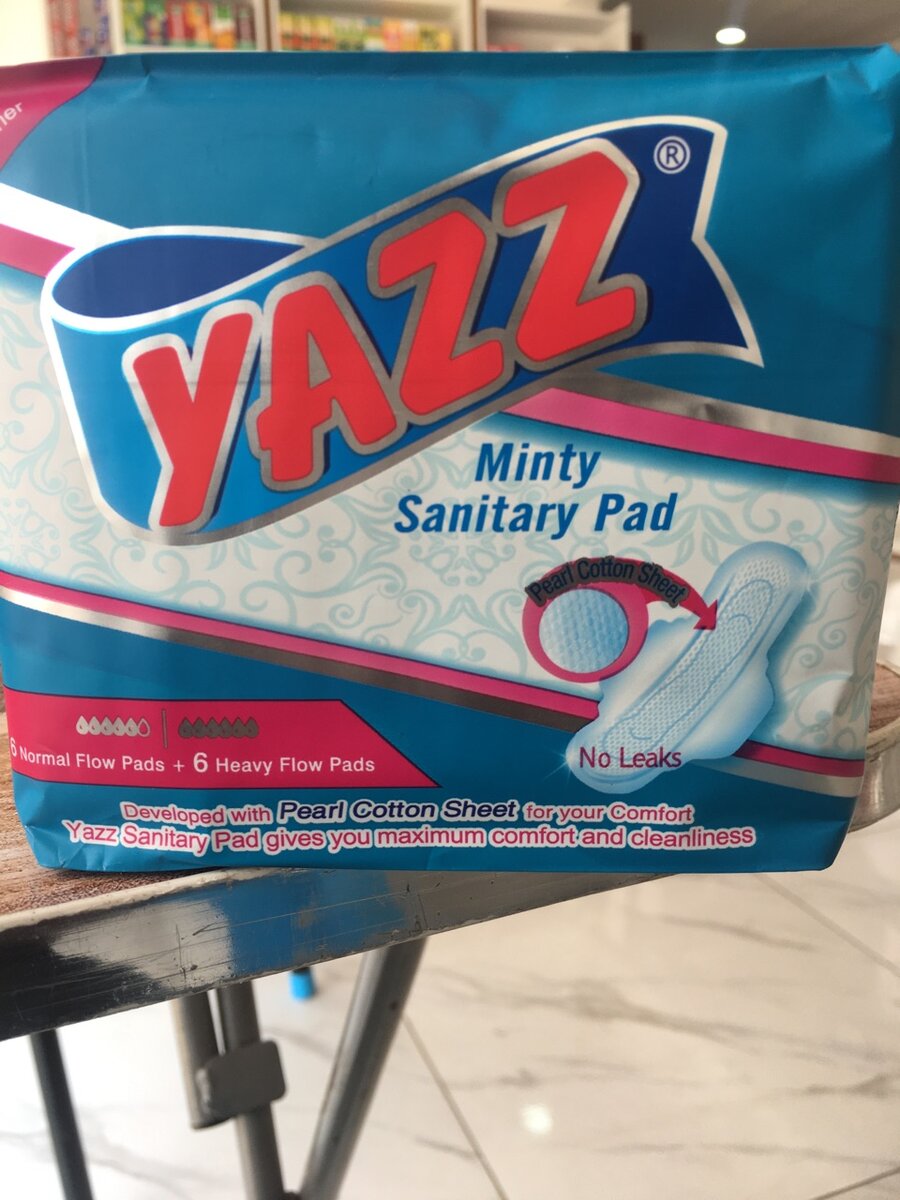 YAZZ®
Minty
Sanitary Pad
Pearl Cotton Sheet
6 Normal Flow Pads + 6 Heavy Flow Pads
No Leaks
Developed with Pearl Cotton Sheet for your Comfort
Yazz Sanitary Pad gives you maximum comfort and cleanliness